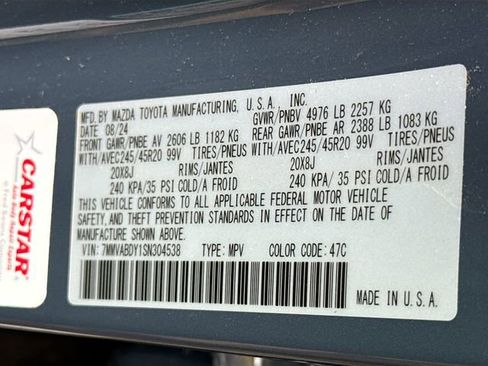 MFD. BY MAZDA TOYOTA MANUFACTURING, U.S.A., INC.
DATE 08/24 GVWR/PNBV 4976 LB 2257 KG
FRONT GAWR/PNBE AV 2606 LB 1182 KG REAR GAWR/PNBE AR 2388 LB 1083 KG
WITH/AVEC245/45R20 99V TIRES/PNEUS WITH/AVEC245/45R20 99V TIRES/PNEUS
20X8J RIMS/JANTES 20X8J RIMS/JANTES
240 KPA/ 35 PSI COLD/A FROID 240 KPA/ 35 PSI COLD/A FROID
THIS VEHICLE CONFORMS TO ALL APPLICABLE FEDERAL MOTOR VEHICLE
SAFETY, AND THEFT PREVENTION STANDARDS IN EFFECT ON THE DATE OF
MANUFACTURE SHOWN ABOVE.
VIN: 7MMVABDY1SN304538 TYPE: MPV COLOR CODE: 47C
MADE IN U.S.A.
CARSTAR
Auto Body Repair Experts